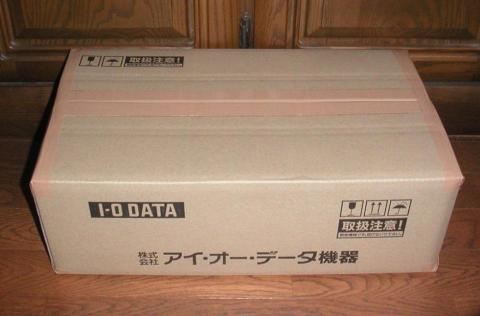 取扱注意!
I-O DATA
取扱注意!
株式
会社 アイ・オー・データ機器